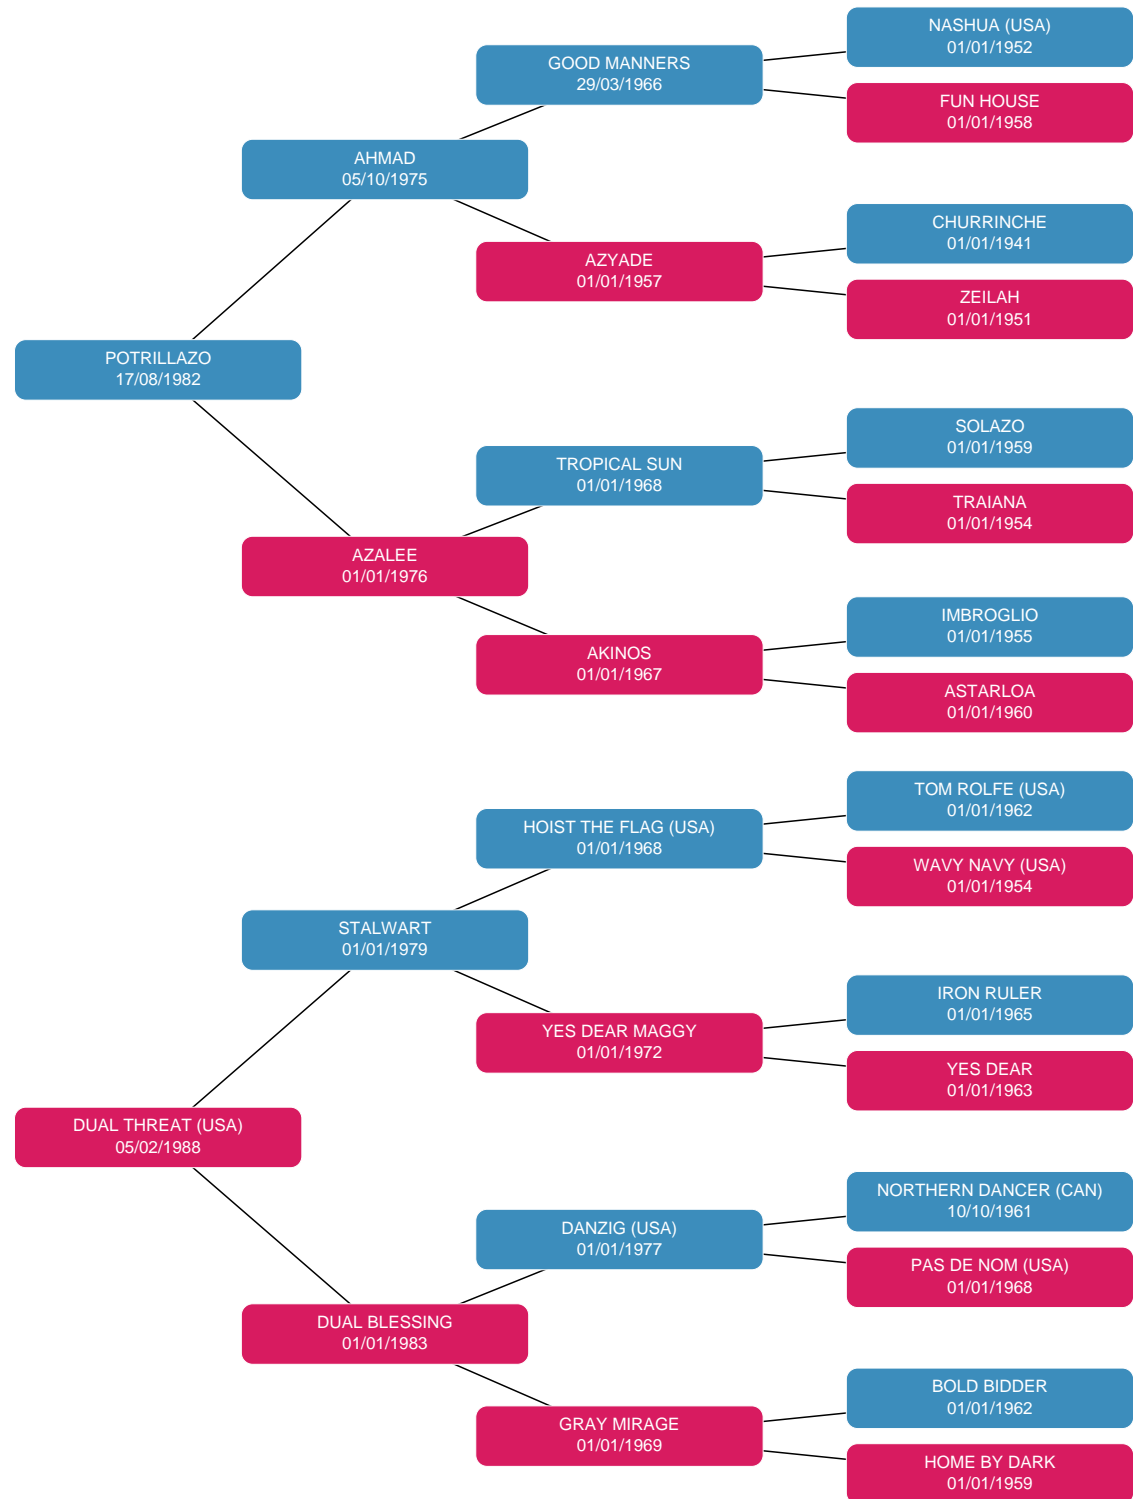 NASHUA (USA)
01/01/1952
GOOD MANNERS
29/03/1966
FUN HOUSE
01/01/1958
AHMAD
05/10/1975
CHURRINCHE
01/01/1941
AZYADE
01/01/1957
ZEILAH
01/01/1951
POTRILLAZO
17/08/1982
SOLAZO
01/01/1959
TROPICAL SUN
01/01/1968
TRAIANA
01/01/1954
AZALEE
01/01/1976
IMBROGLIO
01/01/1955
AKINOS
01/01/1967
ASTARLOA
01/01/1960
TOM ROLFE (USA)
01/01/1962
HOIST THE FLAG (USA)
01/01/1968
WAVY NAVY (USA)
01/01/1954
STALWART
01/01/1979
IRON RULER
01/01/1965
YES DEAR MAGGY
01/01/1972
YES DEAR
01/01/1963
DUAL THREAT (USA)
05/02/1988
NORTHERN DANCER (CAN)
10/10/1961
DANZIG (USA)
01/01/1977
PAS DE NOM (USA)
01/01/1968
DUAL BLESSING
01/01/1983
BOLD BIDDER
01/01/1962
GRAY MIRAGE
01/01/1969
HOME BY DARK
01/01/1959